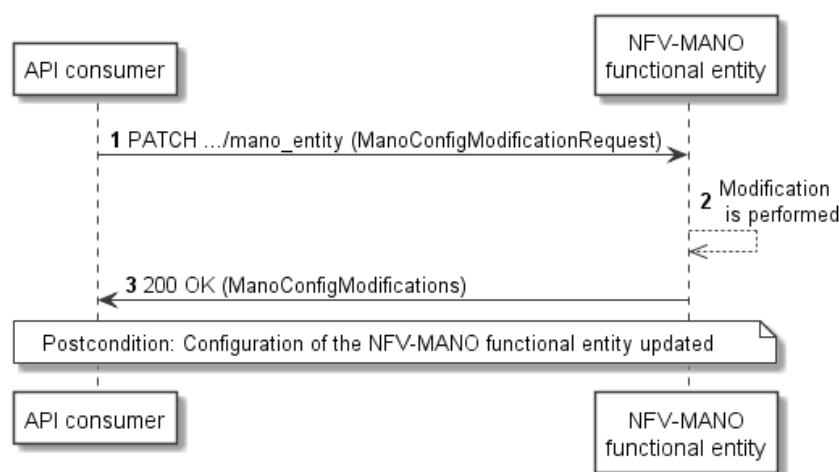 API consumer
NFV-MANO
functional entity
1 PATCH .../mano_entity (ManoConfigModificationRequest)
2 Modification
is performed
3 200 OK (ManoConfigModifications)
Postcondition: Configuration of the NFV-MANO functional entity updated
API consumer
NFV-MANO
functional entity